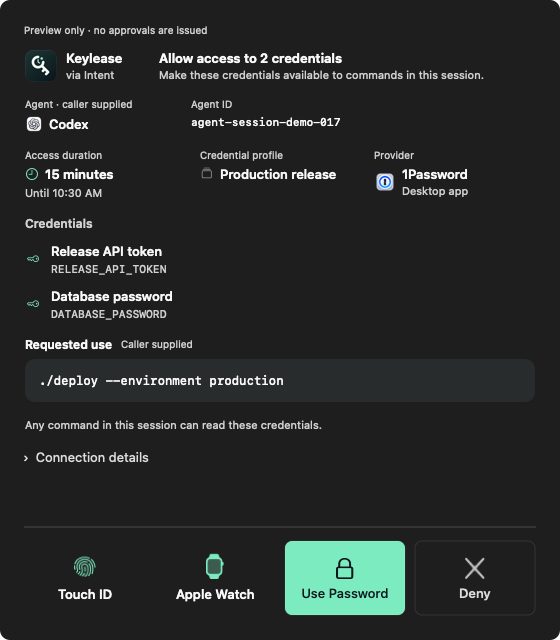 Preview only · no approvals are issued
Keylease
via Intent
Allow access to 2 credentials
Make these credentials available to commands in this session.
Agent · caller supplied
Codex
Agent ID
agent-session-demo-017
Access duration
15 minutes
Until 10:30 AM
Credential profile
Production release
Provider
1Password
Desktop app
Credentials
Release API token
RELEASE_API_TOKEN
Database password
DATABASE_PASSWORD
Requested use Caller supplied
./deploy --environment production
Any command in this session can read these credentials.
› Connection details
Touch ID
Apple Watch
Use Password
Deny